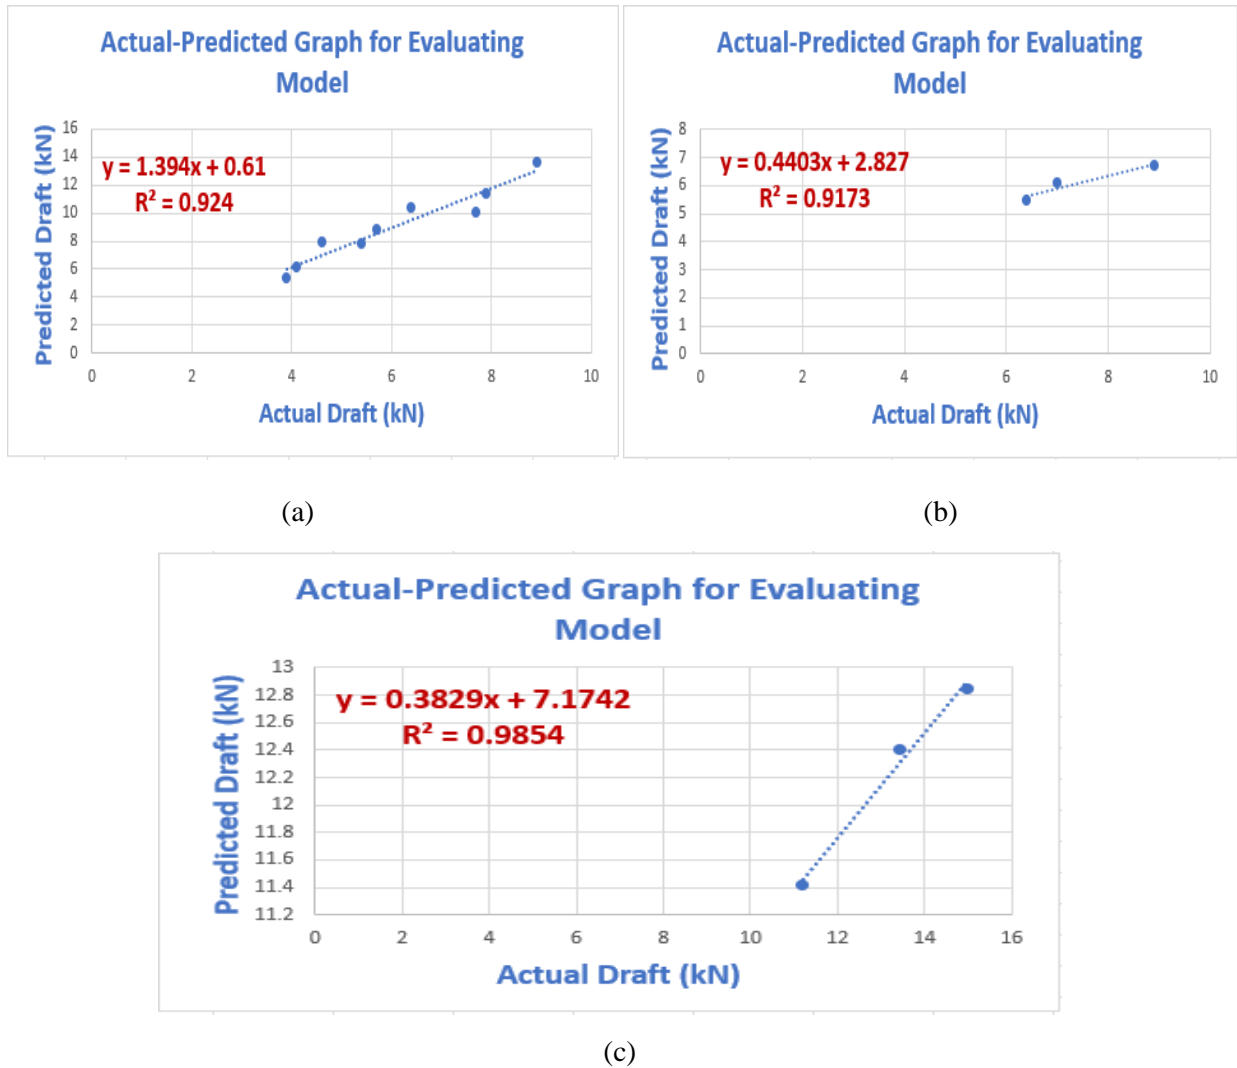 Actual-Predicted Graph for Evaluating
Model
Predicted Draft (kN)
16
14
12
10
8
6
4
2
0
y = 1.394x + 0.61
R² = 0.924
0 2 4 6 8 10
Actual Draft (kN)
(a)
Actual-Predicted Graph for Evaluating
Model
Predicted Draft (kN)
8
7
6
5
4
3
2
1
0
y = 0.4403x + 2.827
R² = 0.9173
0 2 4 6 8 10
Actual Draft (kN)
(b)
Actual-Predicted Graph for Evaluating
Model
Predicted Draft (kN)
13
12.8
12.6
12.4
12.2
12
11.8
11.6
11.4
11.2
y = 0.3829x + 7.1742
R² = 0.9854
0 2 4 6 8 10 12 14 16
Actual Draft (kN)
(c)